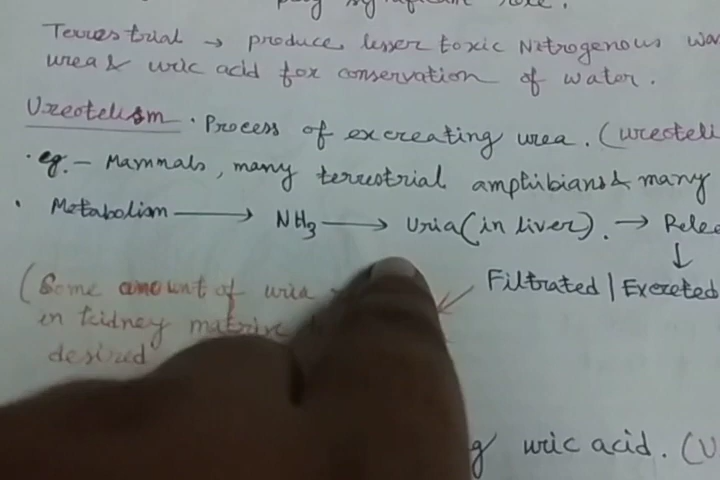 Terrestrial → produce lesser toxic Nitrogenous
urea & uric acid for conservation of water.
Ureotelism . Process of excreating urea. (ureoteli
• eg. - Mammals, many terrestrial amphibians & many
• Metabolism → NH3 → Uria (in liver). → Relea
↓
(Some amount of uria
Filtrated | Excreted
in kidney matrix
desired
uric acid. (U